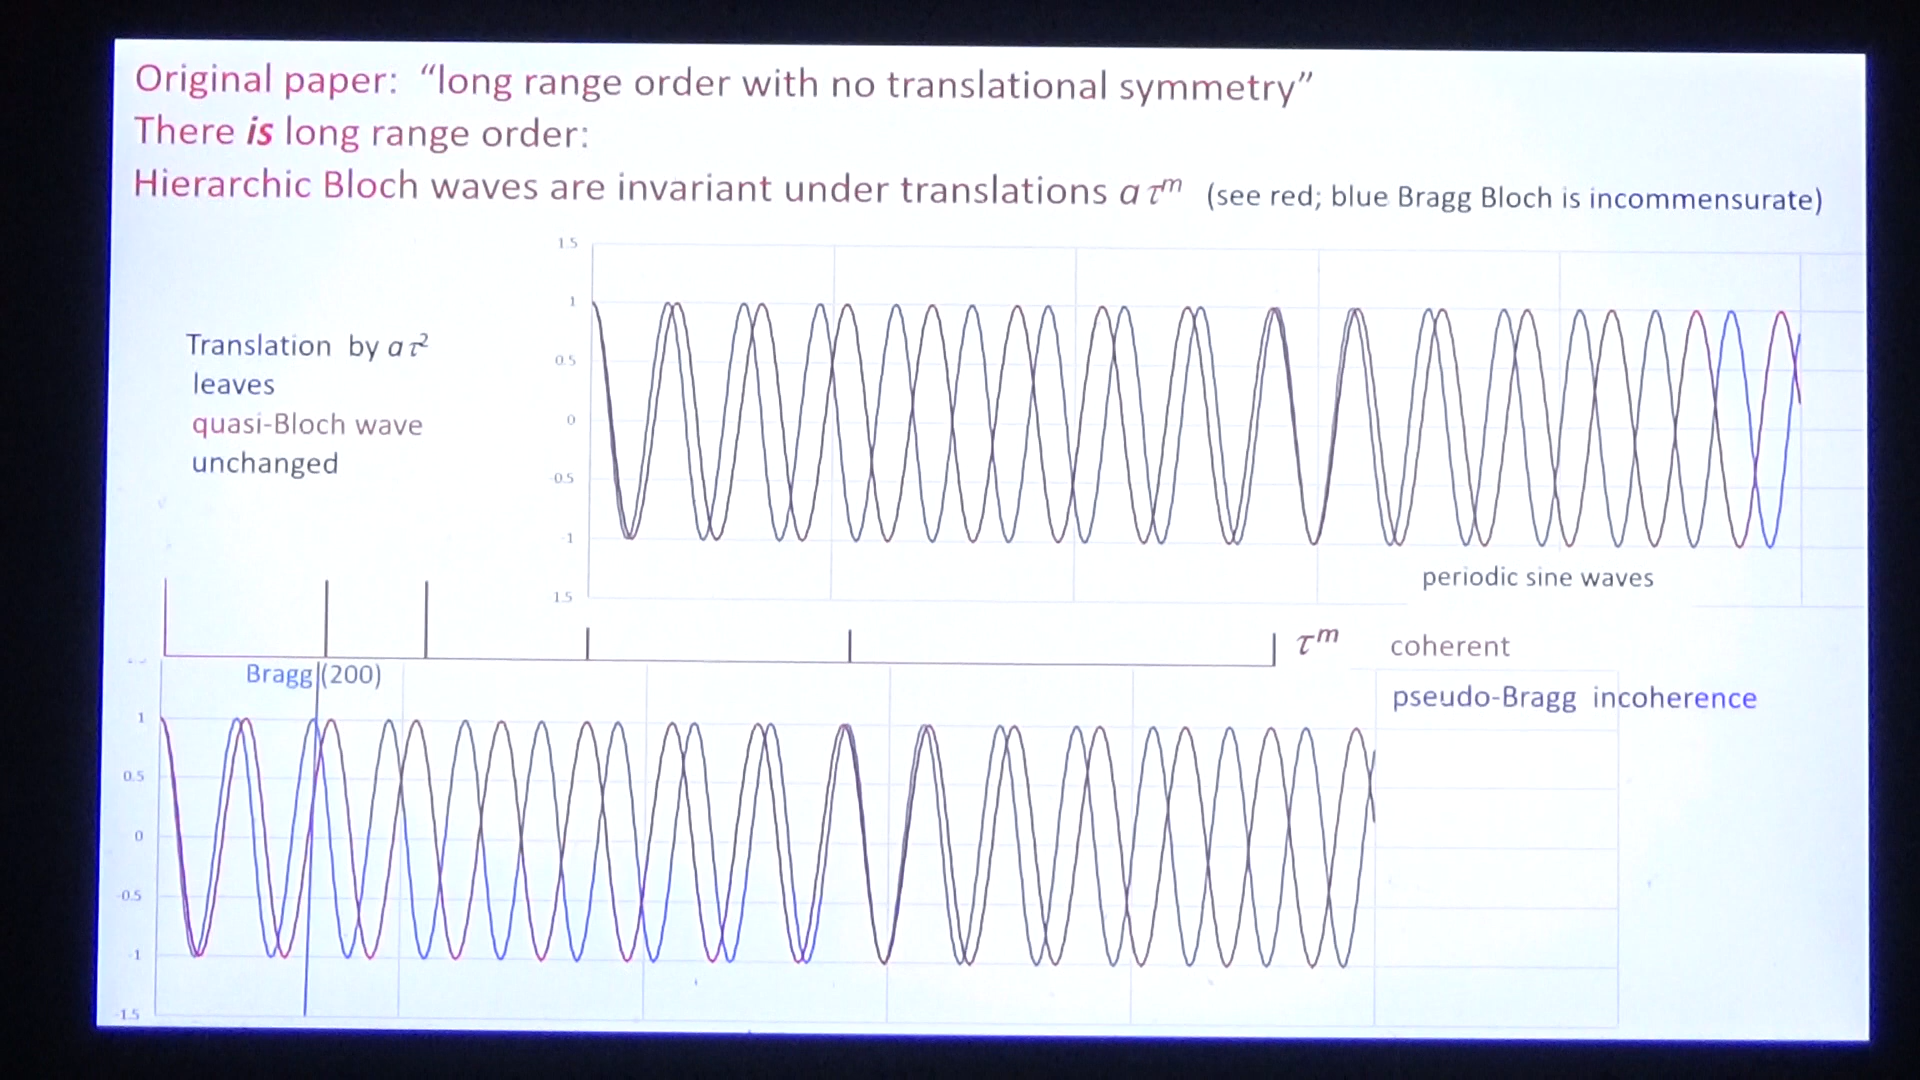 Original paper: “long range order with no translational symmetry”
There is long range order:
Hierarchic Bloch waves are invariant under translations a τᵐ (see red; blue Bragg Bloch is incommensurate)
1.5
1
0.5
0
-0.5
-1
1.5
Translation by a τ²
leaves
quasi-Bloch wave
unchanged
periodic sine waves
τᵐ coherent
Bragg (200)
pseudo-Bragg incoherence
1
0.5
0
-0.5
-1
-1.5